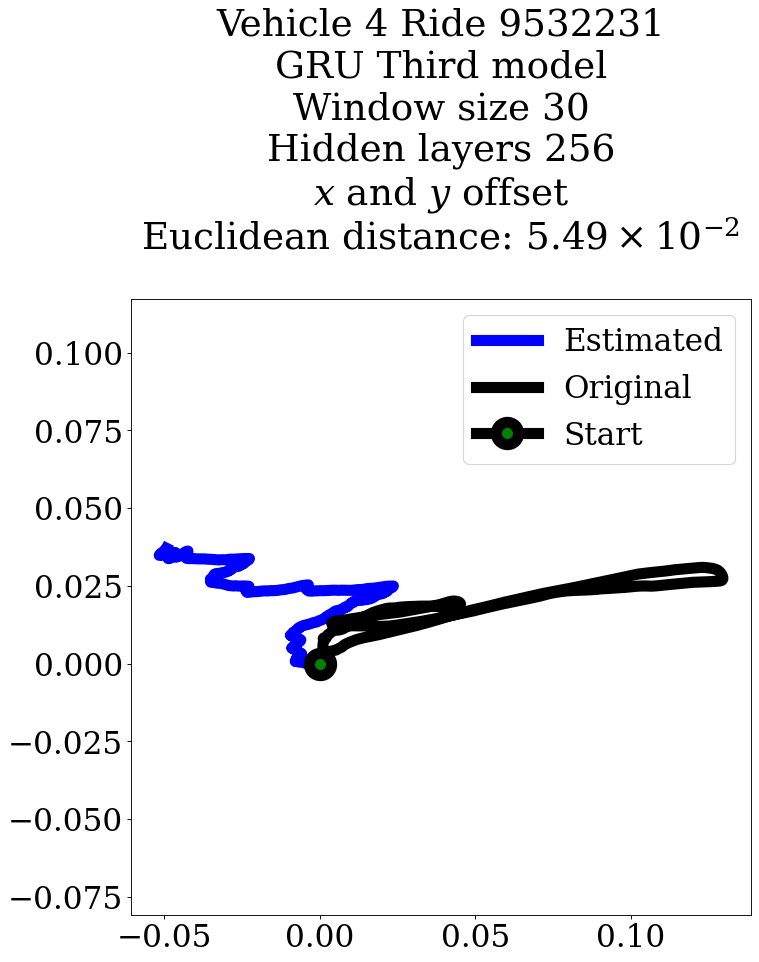 Vehicle 4 Ride 9532231
GRU Third model
Window size 30
Hidden layers 256
x and y offset
Euclidean distance: 5.49 × 10⁻²
Estimated
Original
Start
0.100
0.075
0.050
0.025
0.000
−0.025
−0.050
−0.075
−0.05 0.00 0.05 0.10